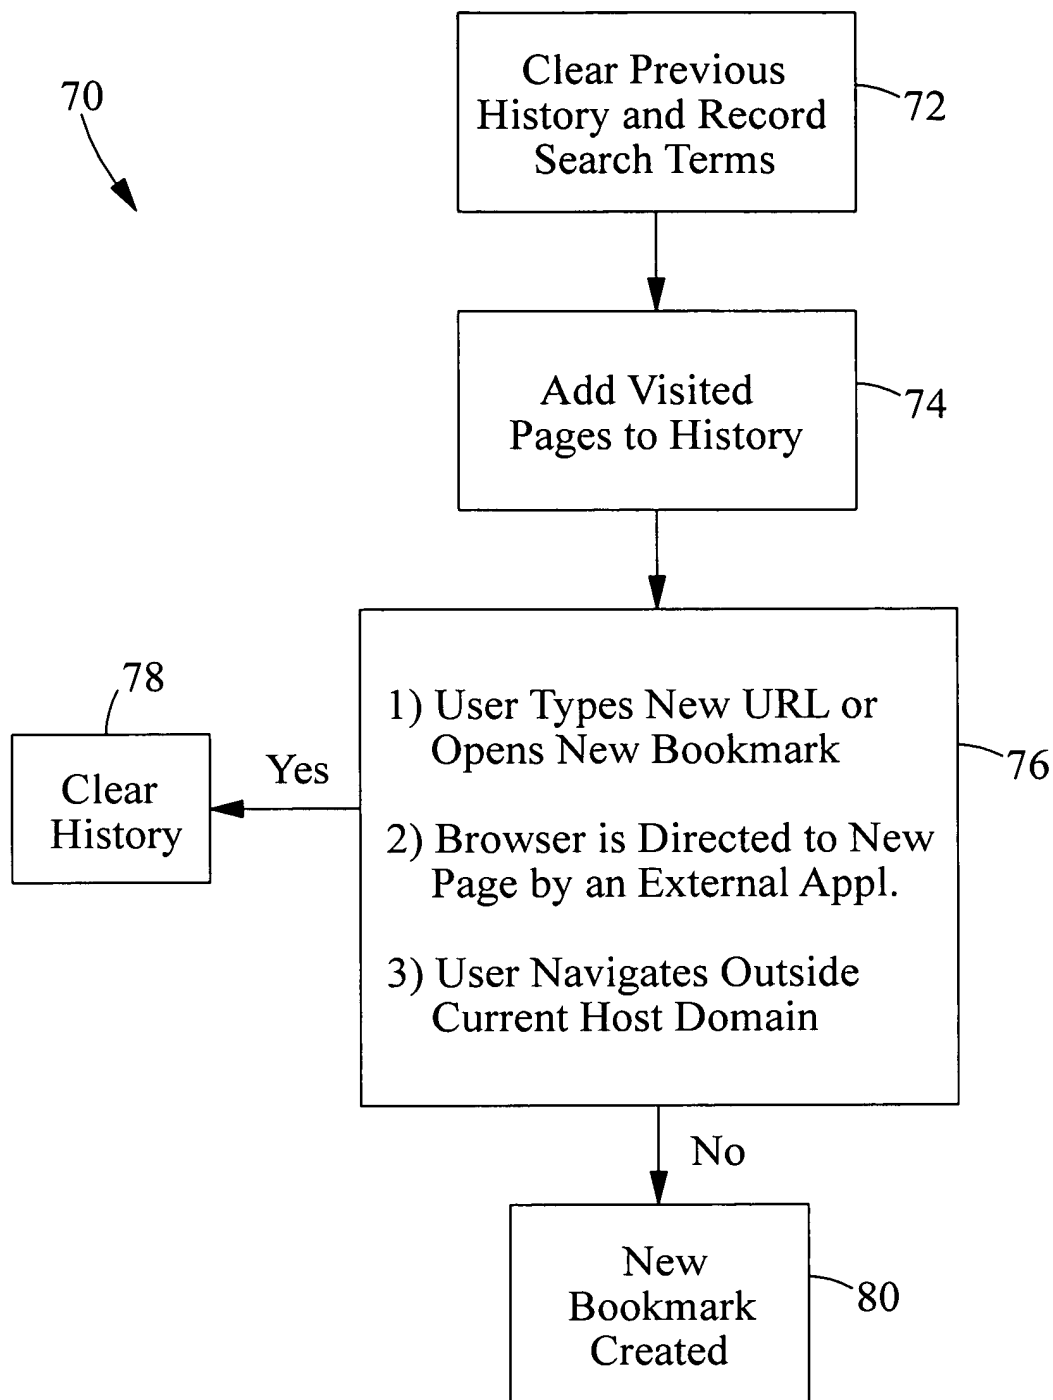 70
Clear Previous
History and Record
Search Terms
72
Add Visited
Pages to History
74
78
Clear
History
Yes
1) User Types New URL or
Opens New Bookmark
2) Browser is Directed to New
Page by an External Appl.
3) User Navigates Outside
Current Host Domain
76
No
New
Bookmark
Created
80